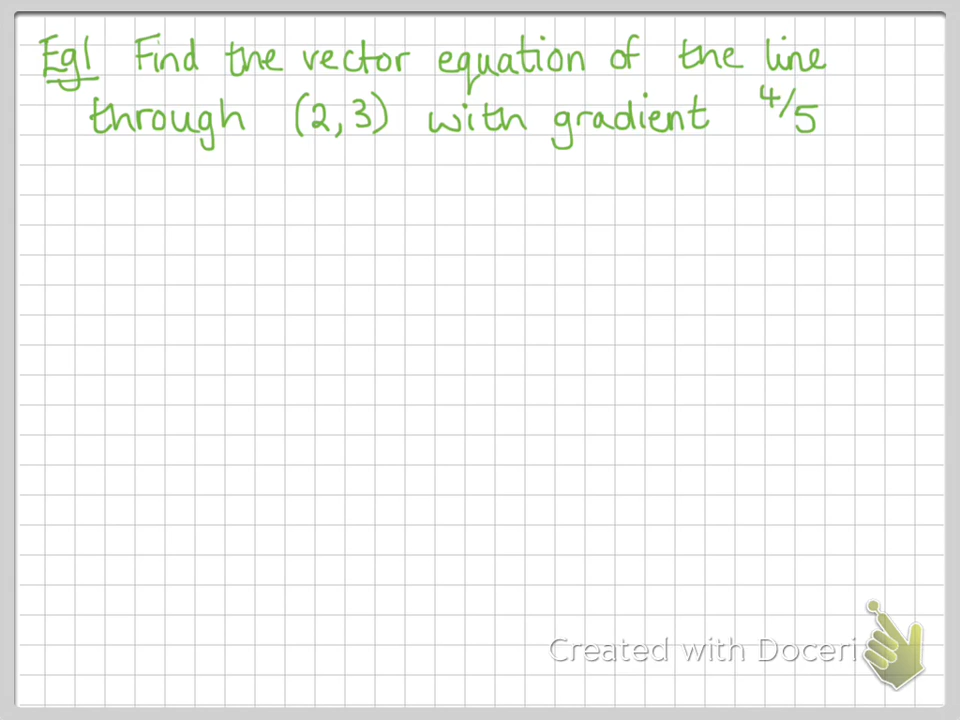 Eg1 Find the vector equation of the line
through (2,3) with gradient 4/5
Created with Doceri